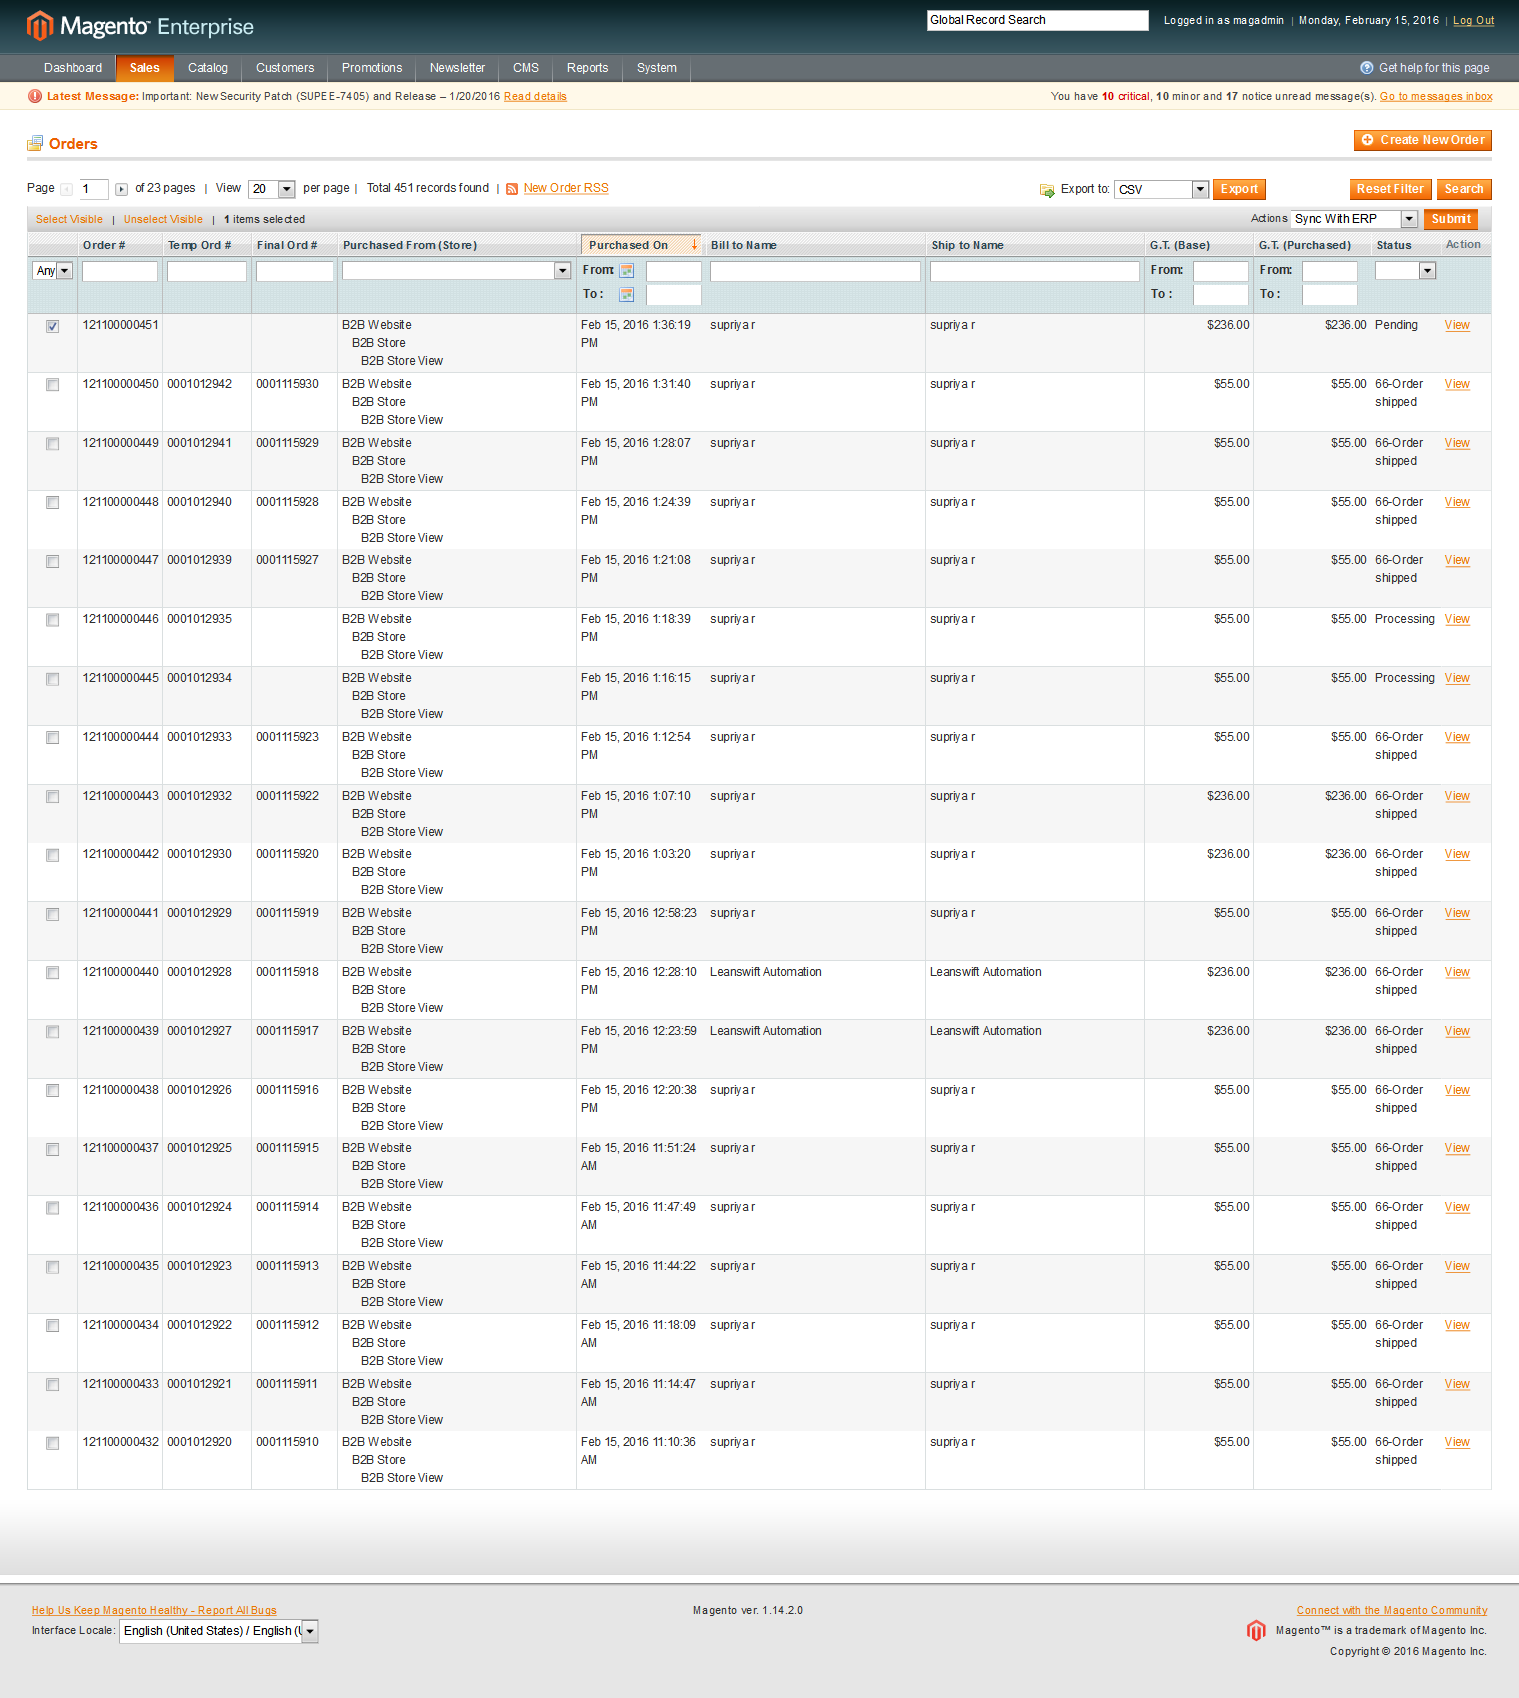 Magento Enterprise
Global Record Search
Logged in as magadmin | Monday, February 15, 2016 | Log Out
Dashboard Sales Catalog Customers Promotions Newsletter CMS Reports System Get help for this page
Latest Message: Important: New Security Patch (SUPEE-7405) and Release – 1/20/2016 Read details You have 10 critical, 10 minor and 17 notice unread message(s). Go to messages inbox
Orders Create New Order
Page 1 of 23 pages | View 20 per page | Total 451 records found | New Order RSS Export to: CSV Export Reset Filter Search
Select Visible | Unselect Visible | 1 items selected Actions Sync With ERP Submit
Order # Temp Ord # Final Ord # Purchased From (Store) Purchased On Bill to Name Ship to Name G.T. (Base) G.T. (Purchased) Status Action
Any From: From: From:
To : To : To :
121100000451 B2B Website Feb 15, 2016 1:36:19 supriya r supriya r $236.00 $236.00 Pending View
B2B Store PM
B2B Store View
121100000450 0001012942 0001115930 B2B Website Feb 15, 2016 1:31:40 supriya r supriya r $55.00 $55.00 66-Order View
B2B Store PM shipped
B2B Store View
121100000449 0001012941 0001115929 B2B Website Feb 15, 2016 1:28:07 supriya r supriya r $55.00 $55.00 66-Order View
B2B Store PM shipped
B2B Store View
121100000448 0001012940 0001115928 B2B Website Feb 15, 2016 1:24:39 supriya r supriya r $55.00 $55.00 66-Order View
B2B Store PM shipped
B2B Store View
121100000447 0001012939 0001115927 B2B Website Feb 15, 2016 1:21:08 supriya r supriya r $55.00 $55.00 66-Order View
B2B Store PM shipped
B2B Store View
121100000446 0001012935 B2B Website Feb 15, 2016 1:18:39 supriya r supriya r $55.00 $55.00 Processing View
B2B Store PM
B2B Store View
121100000445 0001012934 B2B Website Feb 15, 2016 1:16:15 supriya r supriya r $55.00 $55.00 Processing View
B2B Store PM
B2B Store View
121100000444 0001012933 0001115923 B2B Website Feb 15, 2016 1:12:54 supriya r supriya r $55.00 $55.00 66-Order View
B2B Store PM shipped
B2B Store View
121100000443 0001012932 0001115922 B2B Website Feb 15, 2016 1:07:10 supriya r supriya r $236.00 $236.00 66-Order View
B2B Store PM shipped
B2B Store View
121100000442 0001012930 0001115920 B2B Website Feb 15, 2016 1:03:20 supriya r supriya r $236.00 $236.00 66-Order View
B2B Store PM shipped
B2B Store View
121100000441 0001012929 0001115919 B2B Website Feb 15, 2016 12:58:23 supriya r supriya r $55.00 $55.00 66-Order View
B2B Store PM shipped
B2B Store View
121100000440 0001012928 0001115918 B2B Website Feb 15, 2016 12:28:10 Leanswift Automation Leanswift Automation $236.00 $236.00 66-Order View
B2B Store PM shipped
B2B Store View
121100000439 0001012927 0001115917 B2B Website Feb 15, 2016 12:23:59 Leanswift Automation Leanswift Automation $236.00 $236.00 66-Order View
B2B Store PM shipped
B2B Store View
121100000438 0001012926 0001115916 B2B Website Feb 15, 2016 12:20:38 supriya r supriya r $55.00 $55.00 66-Order View
B2B Store PM shipped
B2B Store View
121100000437 0001012925 0001115915 B2B Website Feb 15, 2016 11:51:24 supriya r supriya r $55.00 $55.00 66-Order View
B2B Store AM shipped
B2B Store View
121100000436 0001012924 0001115914 B2B Website Feb 15, 2016 11:47:49 supriya r supriya r $55.00 $55.00 66-Order View
B2B Store AM shipped
B2B Store View
121100000435 0001012923 0001115913 B2B Website Feb 15, 2016 11:44:22 supriya r supriya r $55.00 $55.00 66-Order View
B2B Store AM shipped
B2B Store View
121100000434 0001012922 0001115912 B2B Website Feb 15, 2016 11:18:09 supriya r supriya r $55.00 $55.00 66-Order View
B2B Store AM shipped
B2B Store View
121100000433 0001012921 0001115911 B2B Website Feb 15, 2016 11:14:47 supriya r supriya r $55.00 $55.00 66-Order View
B2B Store AM shipped
B2B Store View
121100000432 0001012920 0001115910 B2B Website Feb 15, 2016 11:10:36 supriya r supriya r $55.00 $55.00 66-Order View
B2B Store AM shipped
B2B Store View
Help Us Keep Magento Healthy - Report All Bugs Magento ver. 1.14.2.0 Connect with the Magento Community
Interface Locale: English (United States) / English (U Magento™ is a trademark of Magento Inc.
Copyright © 2016 Magento Inc.